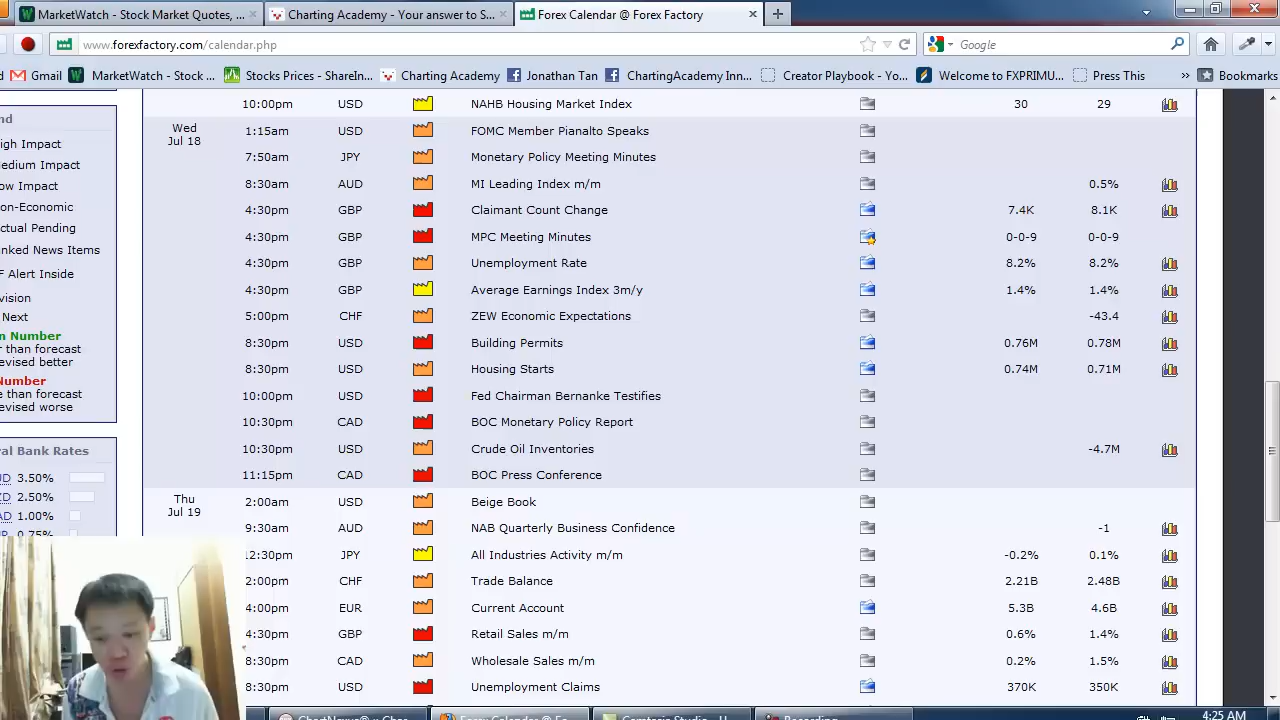 MarketWatch - Stock Market Quotes, ...
Charting Academy - Your answer to S...
Forex Calendar @ Forex Factory
www.forexfactory.com/calendar.php
Google
Gmail
MarketWatch - Stock ...
Stocks Prices - ShareIn...
Charting Academy
Jonathan Tan
ChartingAcademy Inn...
Creator Playbook - Yo...
Welcome to FXPRIMU...
Press This
Bookmarks
10:00pm USD NAHB Housing Market Index 30 29
Wed Jul 18 1:15am USD FOMC Member Pianalto Speaks
7:50am JPY Monetary Policy Meeting Minutes
8:30am AUD MI Leading Index m/m 0.5%
4:30pm GBP Claimant Count Change 7.4K 8.1K
4:30pm GBP MPC Meeting Minutes 0-0-9 0-0-9
4:30pm GBP Unemployment Rate 8.2% 8.2%
4:30pm GBP Average Earnings Index 3m/y 1.4% 1.4%
5:00pm CHF ZEW Economic Expectations -43.4
8:30pm USD Building Permits 0.76M 0.78M
8:30pm USD Housing Starts 0.74M 0.71M
10:00pm USD Fed Chairman Bernanke Testifies
10:30pm CAD BOC Monetary Policy Report
10:30pm USD Crude Oil Inventories -4.7M
11:15pm CAD BOC Press Conference
Thu Jul 19 2:00am USD Beige Book
9:30am AUD NAB Quarterly Business Confidence -1
12:30pm JPY All Industries Activity m/m -0.2% 0.1%
2:00pm CHF Trade Balance 2.21B 2.48B
4:00pm EUR Current Account 5.3B 4.6B
4:30pm GBP Retail Sales m/m 0.6% 1.4%
8:30pm CAD Wholesale Sales m/m 0.2% 1.5%
8:30pm USD Unemployment Claims 370K 350K
nd
igh Impact
edium Impact
ow Impact
on-Economic
ctual Pending
nked News Items
F Alert Inside
vision
Next
n Number
r than forecast
evised better
Number
e than forecast
evised worse
al Bank Rates
D 3.50%
D 2.50%
AD 1.00%
0.75%
4:25 AM